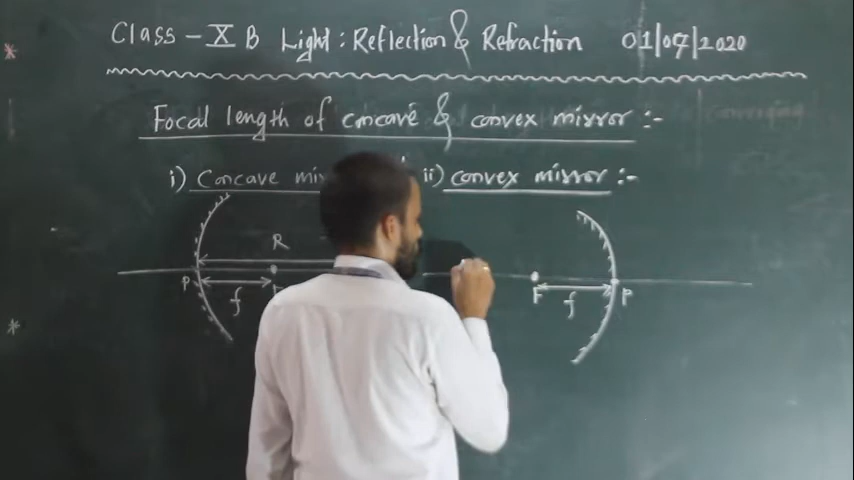 Class - X B Light : Reflection & Refraction 01/07/2020
Focal length of concave & convex mirror :-
i) Concave
ii) convex mirror :-
R
P f
F f P